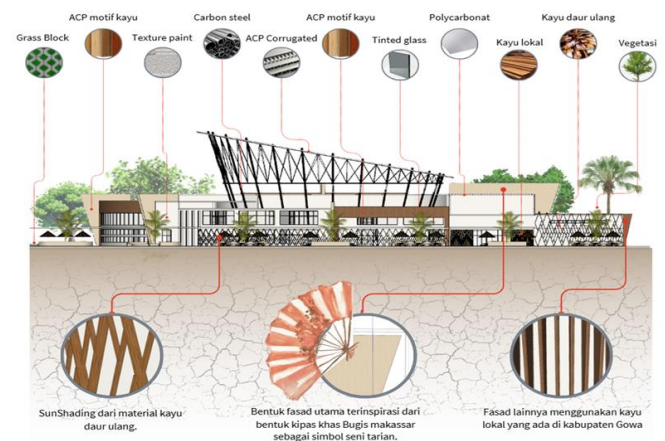 ACP motif kayu
Carbon steel
ACP motif kayu
Polycarbonat
Kayu daur ulang
Grass Block
Texture paint
ACP Corrugated
Tinted glass
Kayu lokal
Vegetasi
SunShading dari material kayu
daur ulang.
Bentuk fasad utama terinspirasi dari
bentuk kipas khas Bugis makassar
sebagai simbol seni tarian.
Fasad lainnya menggunakan kayu
lokal yang ada di kabupaten Gowa